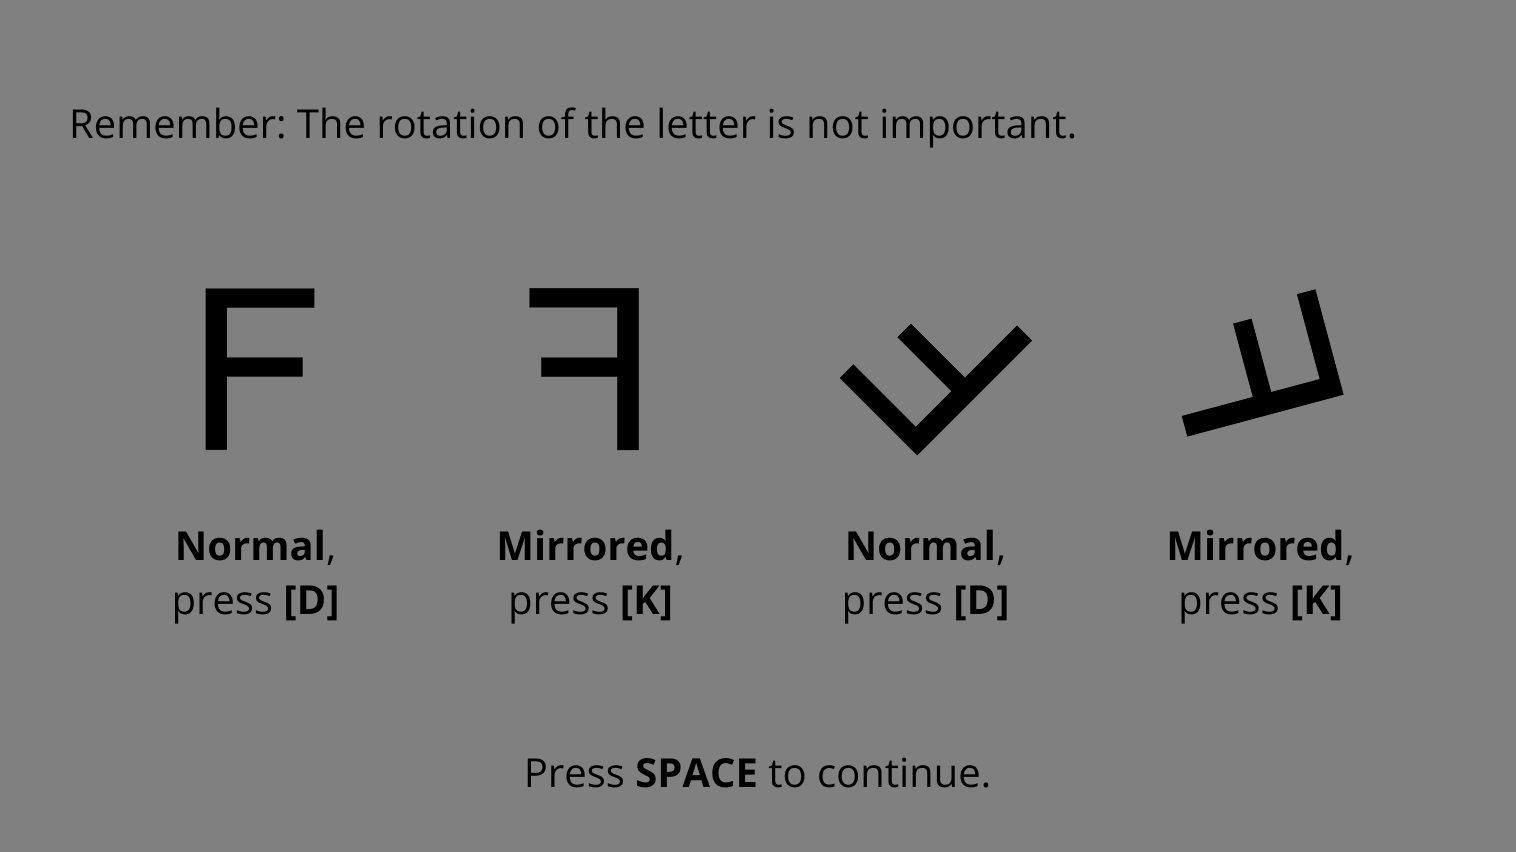 Remember: The rotation of the letter is not important.
F
F
F
F
Normal,
press [D]
Mirrored,
press [K]
Normal,
press [D]
Mirrored,
press [K]
Press SPACE to continue.